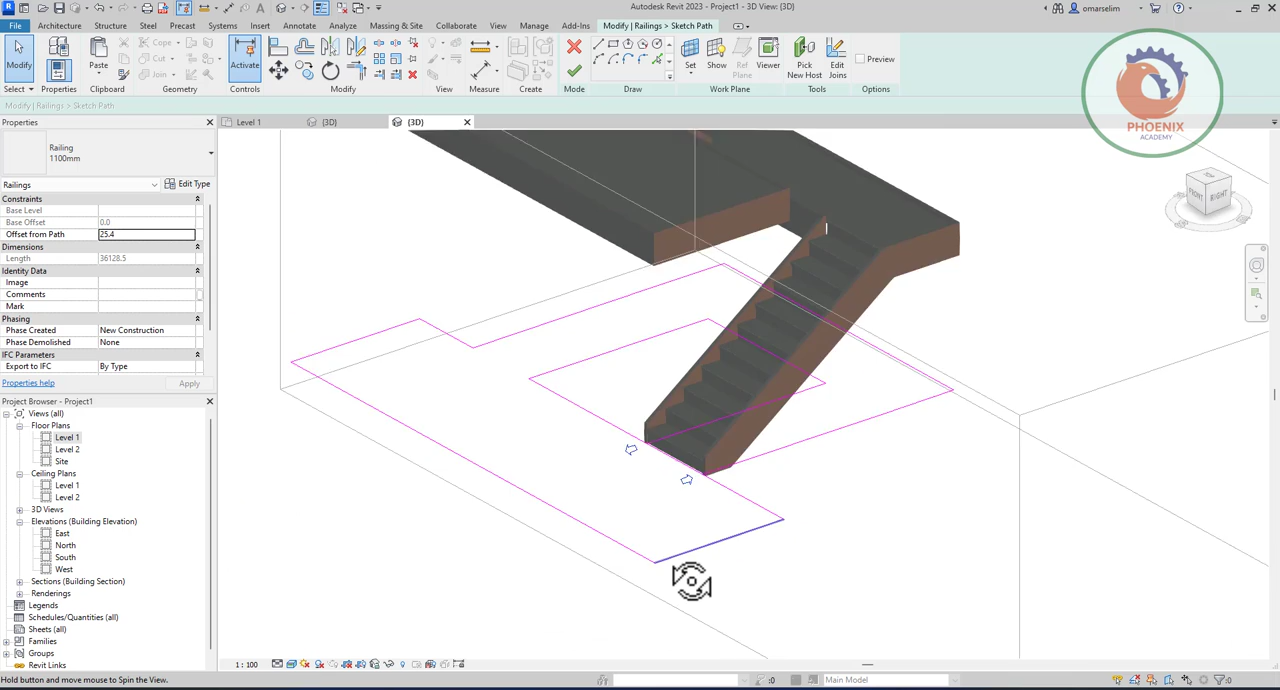 Autodesk Revit 2023 - Project1 - 3D View: {3D}
omarselim
File
Architecture
Structure
Steel
Precast
Systems
Insert
Annotate
Analyze
Massing & Site
Collaborate
View
Manage
Add-Ins
Modify | Railings > Sketch Path
Modify
Properties
Paste
Cope
Cut
Join
Activate
Set
Show
Ref
Plane
Viewer
Pick
New Host
Edit
Joins
Preview
Select
Properties
Clipboard
Geometry
Controls
Modify
View
Measure
Create
Mode
Draw
Work Plane
Tools
Options
Modify | Railings > Sketch Path
PHOENIX
ACADEMY
Properties
Level 1
{3D}
{3D}
Railing
1100mm
Railings
Edit Type
Constraints
Base Level
Base Offset 0.0
Offset from Path 25.4
Dimensions
Length 36128.5
Identity Data
Image
Comments
Mark
Phasing
Phase Created New Construction
Phase Demolished None
IFC Parameters
Export to IFC By Type
Properties help
Apply
FRONT
RIGHT
Project Browser - Project1
Views (all)
Floor Plans
Level 1
Level 2
Site
Ceiling Plans
Level 1
Level 2
3D Views
Elevations (Building Elevation)
East
North
South
West
Sections (Building Section)
Renderings
Legends
Schedules/Quantities (all)
Sheets (all)
Families
Groups
Revit Links
1 : 100
Hold button and move mouse to Spin the View.
:0
Main Model
:0